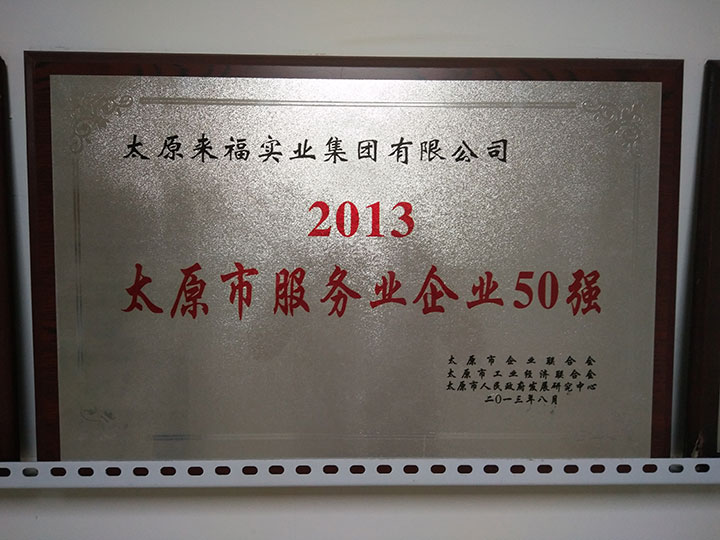 太原来福实业集团有限公司
2013
太原市服务业企业50强
太原市企业联合会
太原市工业经济联合会
太原市人民政府发展研究中心
二〇一三年八月